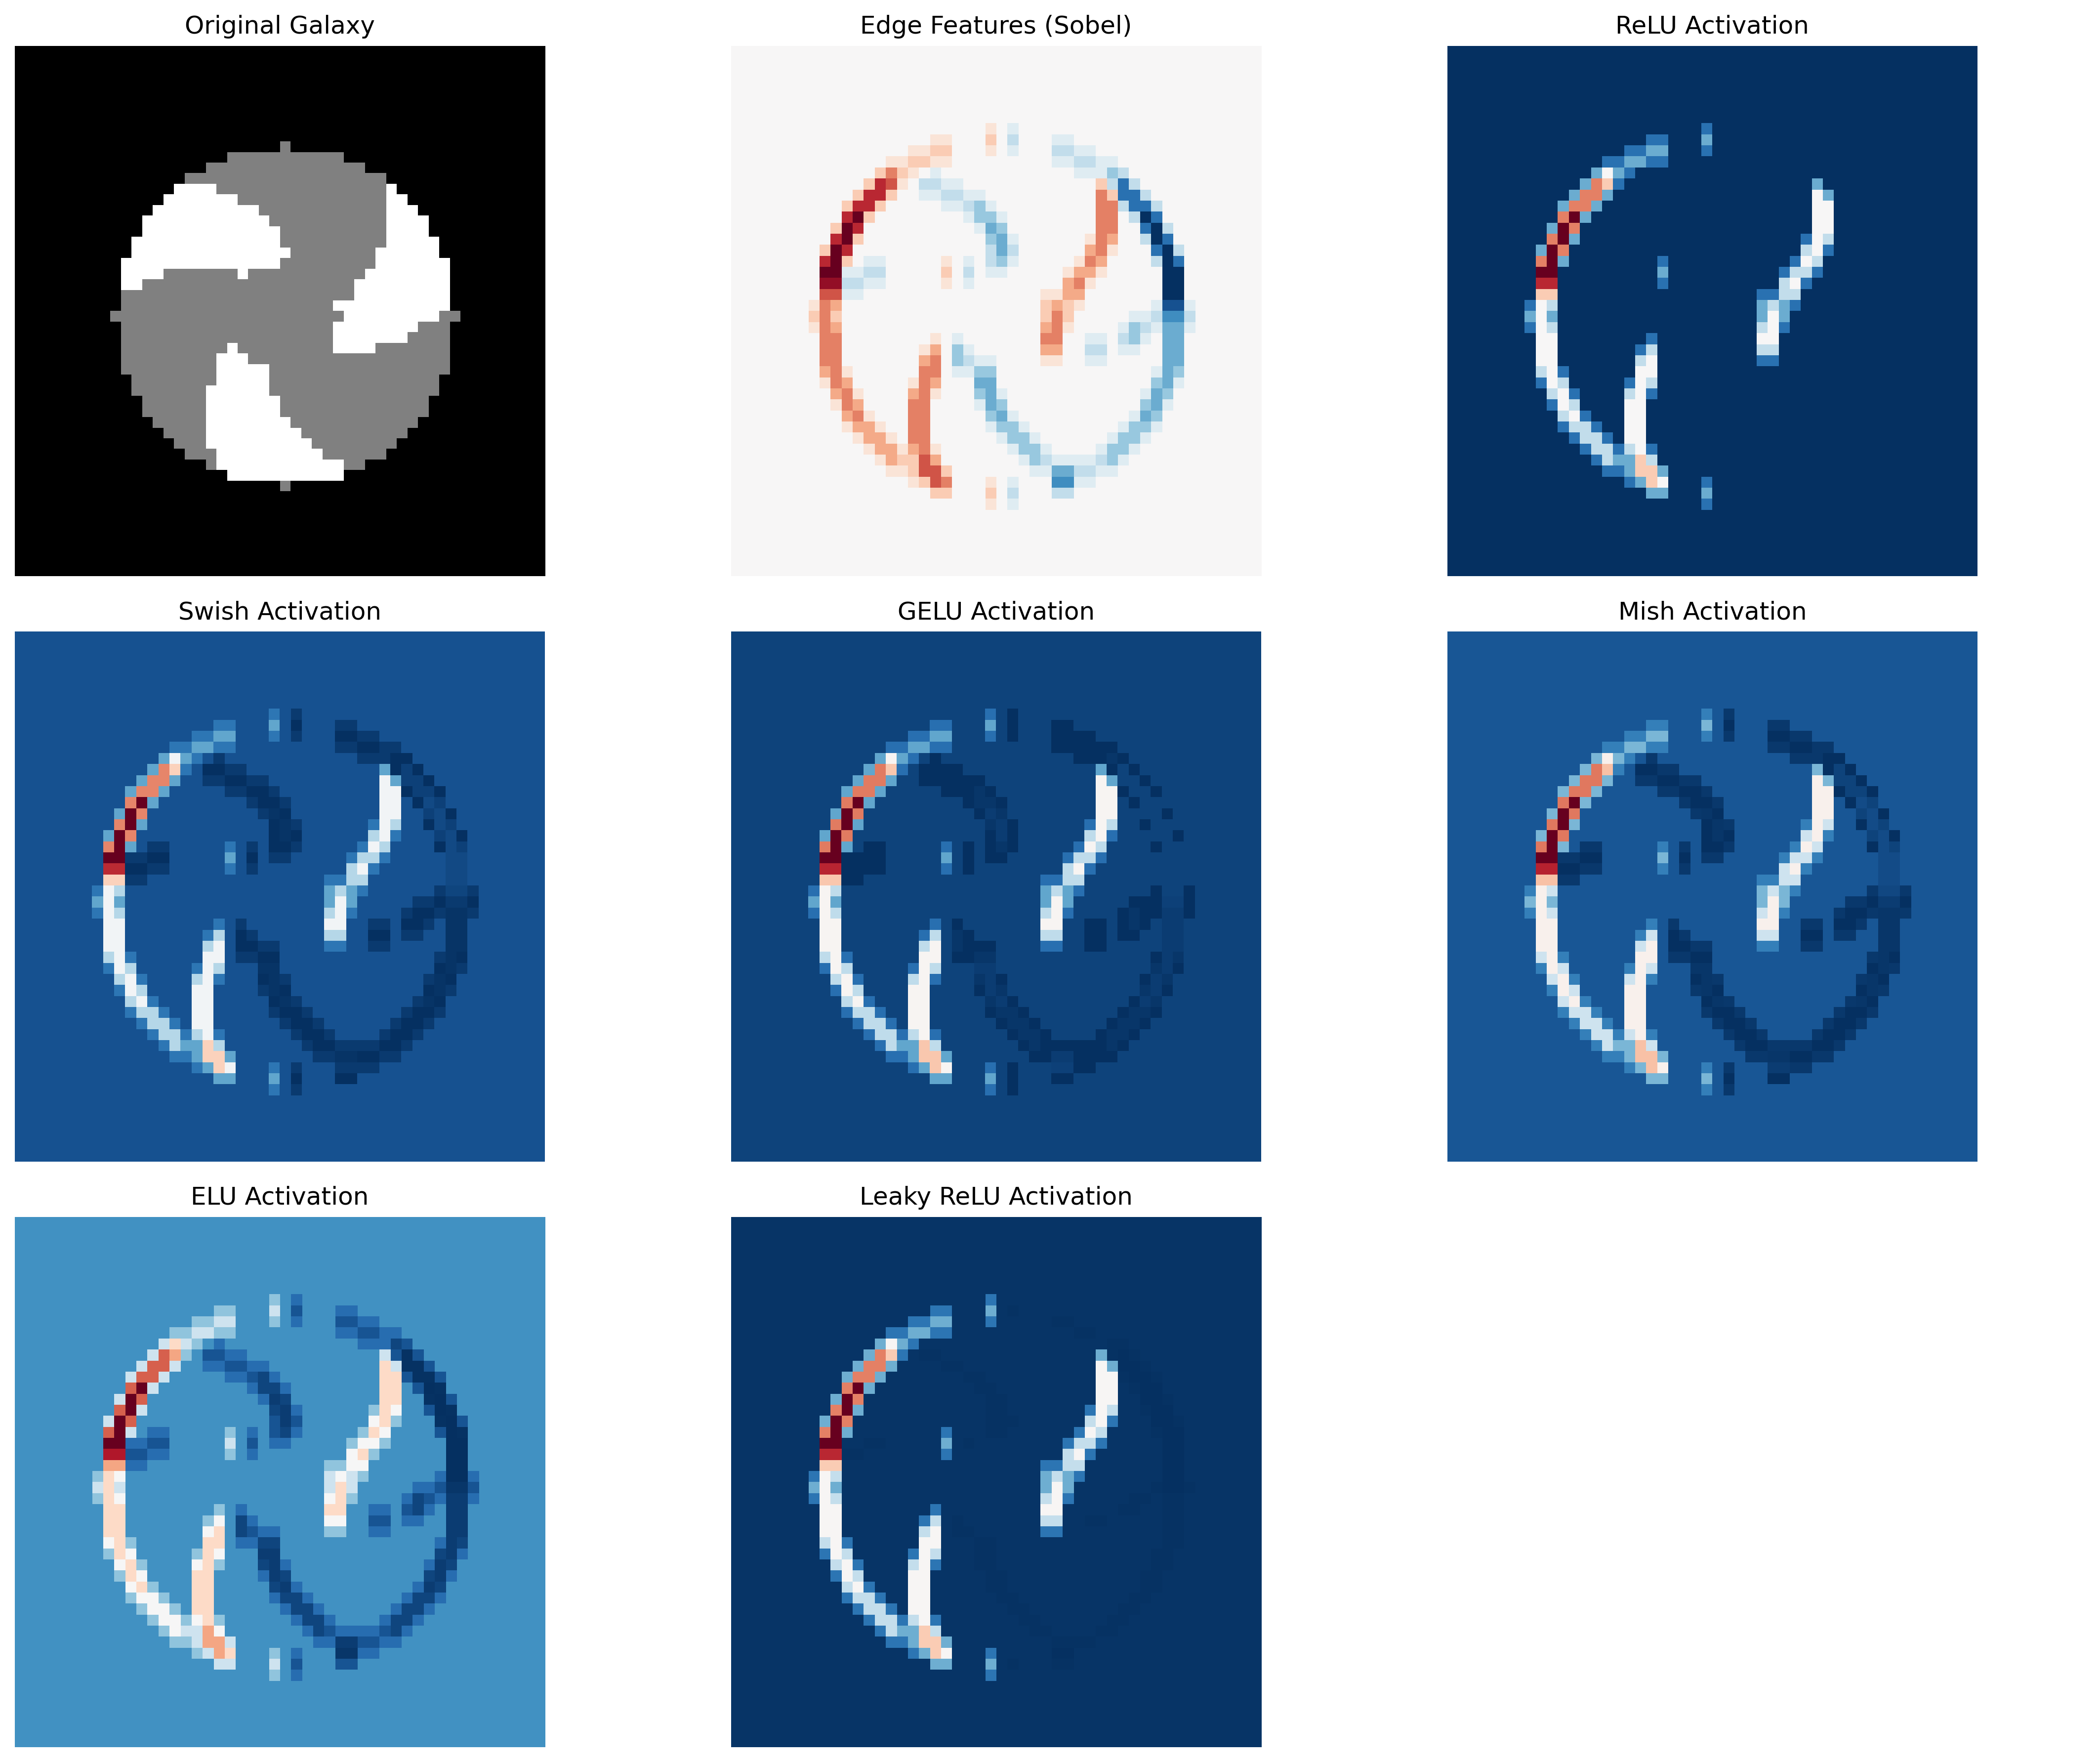 Original Galaxy
Edge Features (Sobel)
ReLU Activation
Swish Activation
GELU Activation
Mish Activation
ELU Activation
Leaky ReLU Activation